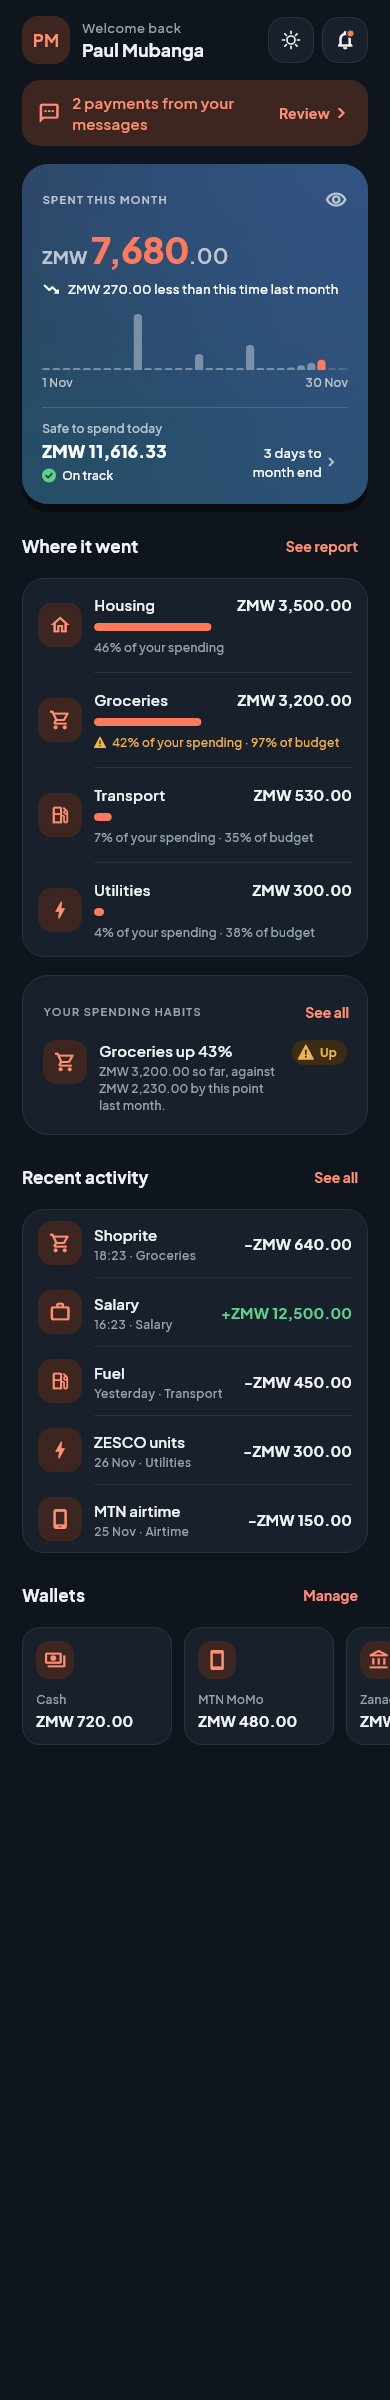 PM
Welcome back
Paul Mubanga
2 payments from your
messages
Review
SPENT THIS MONTH
ZMW 7,680.00
ZMW 270.00 less than this time last month
1 Nov
30 Nov
Safe to spend today
ZMW 11,616.33
On track
3 days to
month end
Where it went
See report
Housing
ZMW 3,500.00
46% of your spending
Groceries
ZMW 3,200.00
42% of your spending · 97% of budget
Transport
ZMW 530.00
7% of your spending · 35% of budget
Utilities
ZMW 300.00
4% of your spending · 38% of budget
YOUR SPENDING HABITS
See all
Groceries up 43%
Up
ZMW 3,200.00 so far, against
ZMW 2,230.00 by this point
last month.
Recent activity
See all
Shoprite
-ZMW 640.00
18:23 · Groceries
Salary
+ZMW 12,500.00
16:23 · Salary
Fuel
-ZMW 450.00
Yesterday · Transport
ZESCO units
-ZMW 300.00
26 Nov · Utilities
MTN airtime
-ZMW 150.00
25 Nov · Airtime
Wallets
Manage
Cash
ZMW 720.00
MTN MoMo
ZMW 480.00